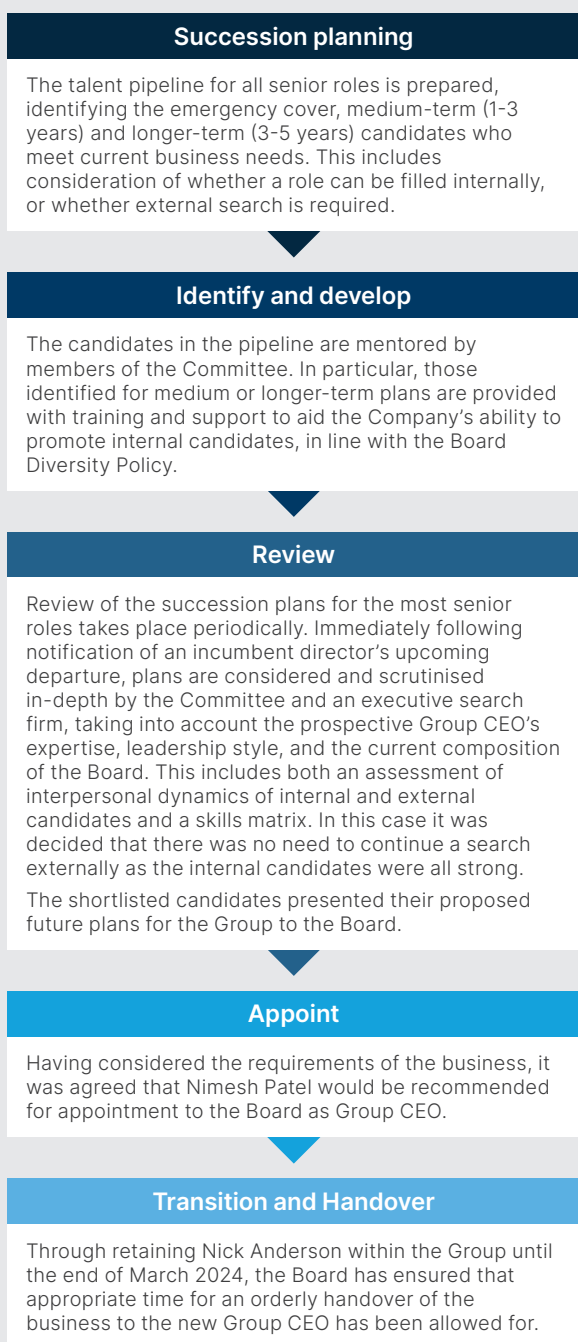 Succession planning
The talent pipeline for all senior roles is prepared,
identifying the emergency cover, medium-term (1-3
years) and longer-term (3-5 years) candidates who
meet current business needs. This includes
consideration of whether a role can be filled internally,
or whether external search is required.
Identify and develop
The candidates in the pipeline are mentored by
members of the Committee. In particular, those
identified for medium or longer-term plans are provided
with training and support to aid the Company's ability to
promote internal candidates, in line with the Board
Diversity Policy.
Review
Review of the succession plans for the most senior
roles takes place periodically. Immediately following
notification of an incumbent director's upcoming
departure, plans are considered and scrutinised
in-depth by the Committee and an executive search
firm, taking into account the prospective Group CEO's
expertise, leadership style, and the current composition
of the Board. This includes both an assessment of
interpersonal dynamics of internal and external
candidates and a skills matrix. In this case it was
decided that there was no need to continue a search
externally as the internal candidates were all strong.
The shortlisted candidates presented their proposed
future plans for the Group to the Board.
Appoint
Having considered the requirements of the business, it
was agreed that Nimesh Patel would be recommended
for appointment to the Board as Group CEO.
Transition and Handover
Through retaining Nick Anderson within the Group until
the end of March 2024, the Board has ensured that
appropriate time for an orderly handover of the
business to the new Group CEO has been allowed for.